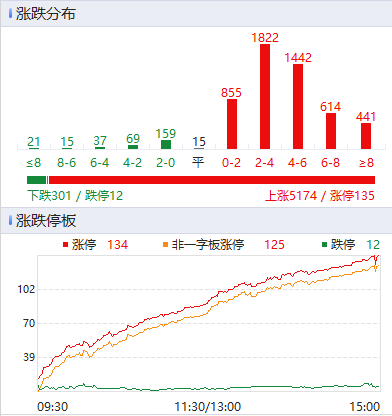 涨跌分布
21 15 37 69 159 15 855 1822 1442 614 441
≤8 8-6 6-4 4-2 2-0 平 0-2 2-4 4-6 6-8 ≥8
下跌301 / 跌停12 上涨5174 / 涨停135
涨跌停板
涨停 134 非一字板涨停 125 跌停 12
102
70
39
09:30 11:30/13:00 15:00